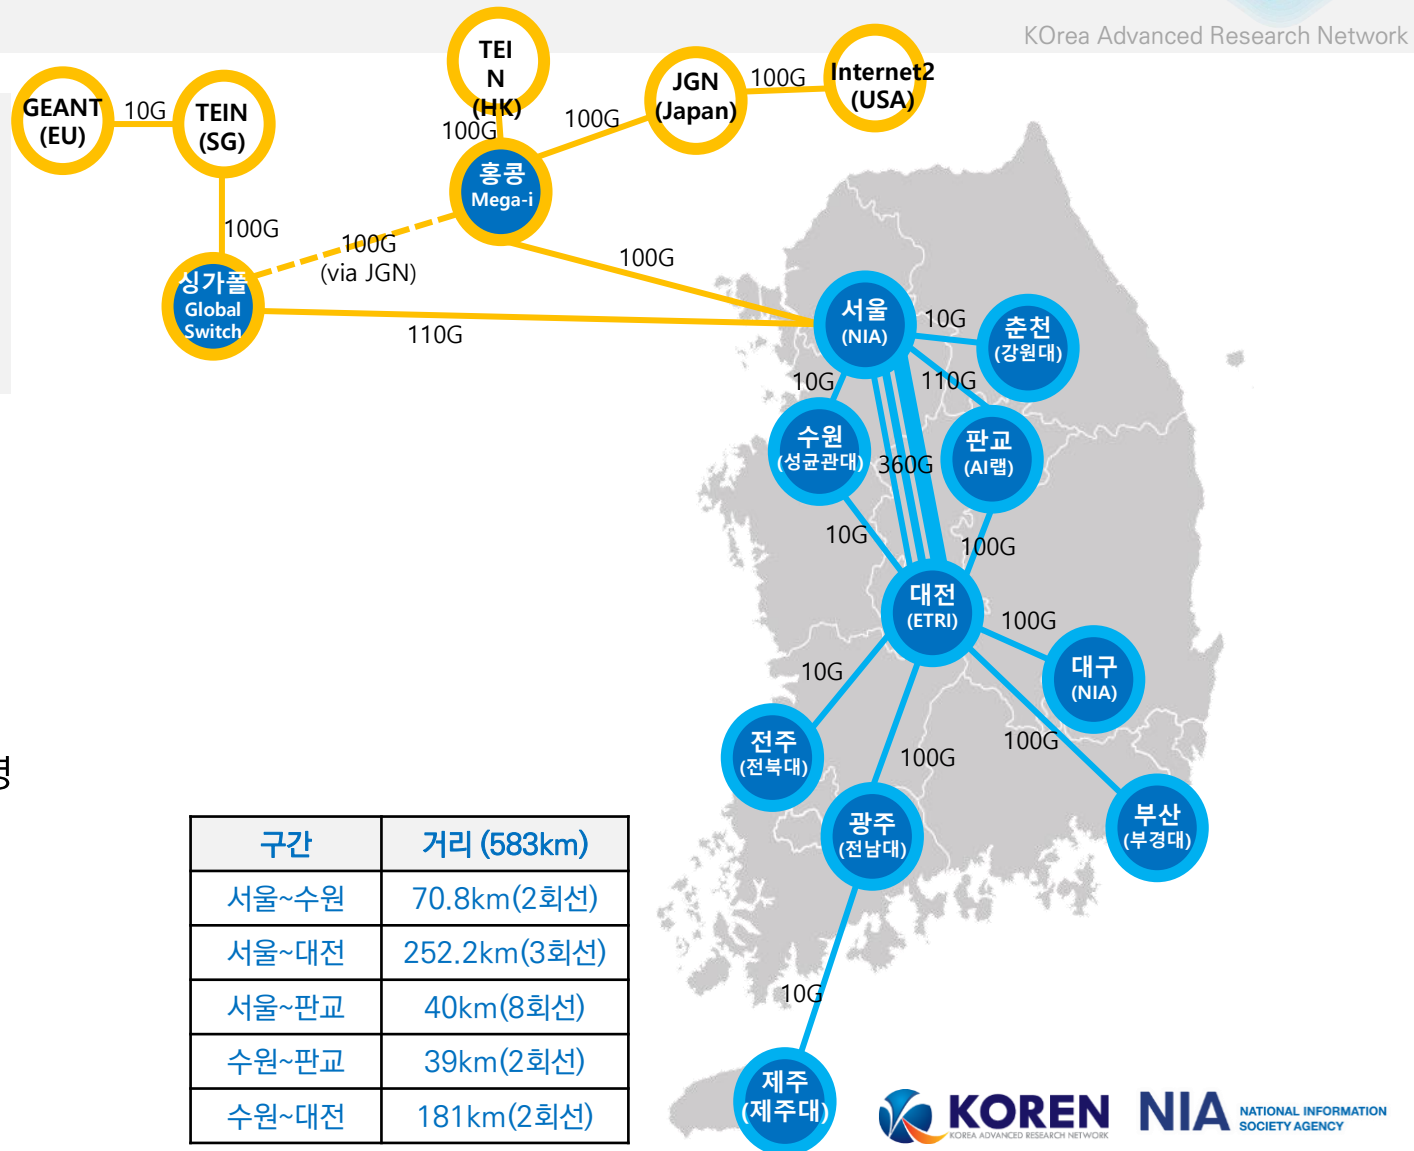 KOrea Advanced Research Network
GEANT
(EU)
10G
TEIN
(SG)
TEI
N
(HK)
100G
100G
JGN
(Japan)
100G
Internet2
(USA)
홍콩
Mega-i
100G
100G
(via JGN)
100G
싱가폴
Global
Switch
110G
서울
(NIA)
10G
춘천
(강원대)
10G
110G
수원
(성균관대)
360G
판교
(AI랩)
10G
100G
대전
(ETRI)
100G
대구
(NIA)
10G
100G
100G
전주
(전북대)
광주
(전남대)
부산
(부경대)
10G
제주
(제주대)
구간 거리 (583km)
서울~수원 70.8km(2회선)
서울~대전 252.2km(3회선)
서울~판교 40km(8회선)
수원~판교 39km(2회선)
수원~대전 181km(2회선)
KOREN
KOREA ADVANCED RESEARCH NETWORK
NIA
NATIONAL INFORMATION
SOCIETY AGENCY